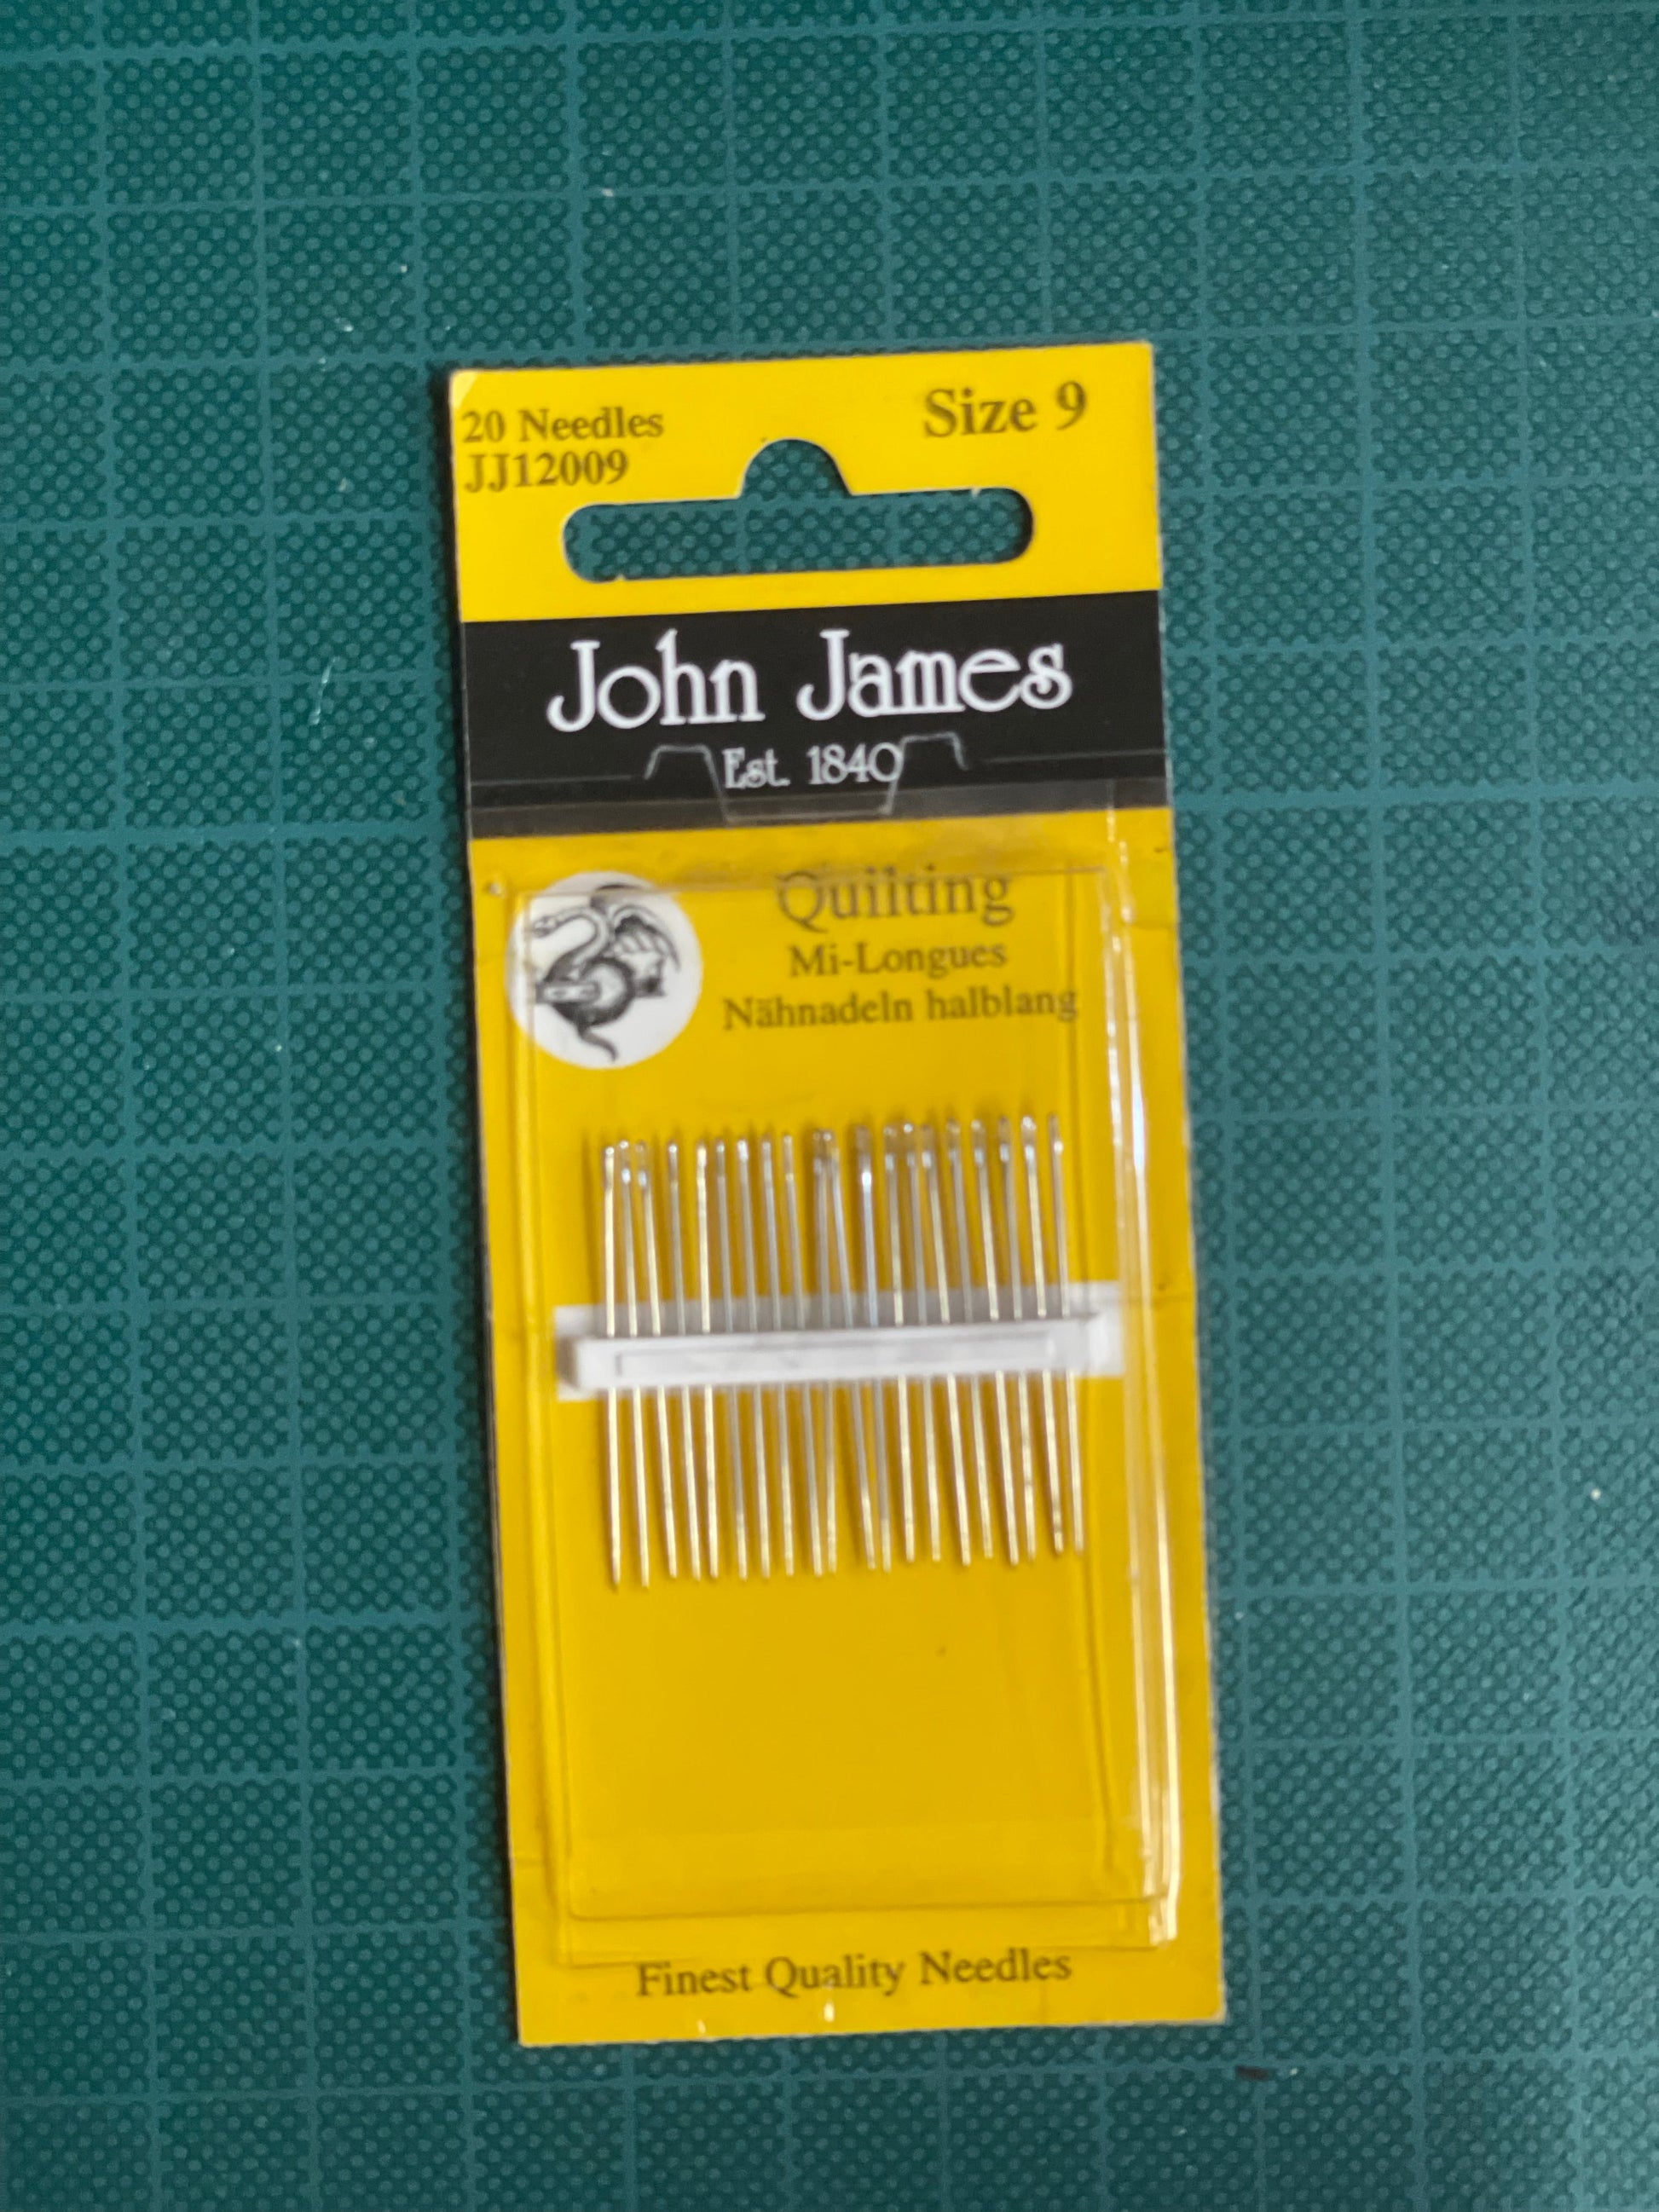 20 Needles
JJ12009
Size 9
John James
Est. 1840
Quilting
Mi-Longues
Nähnadeln halblang
Finest Quality Needles